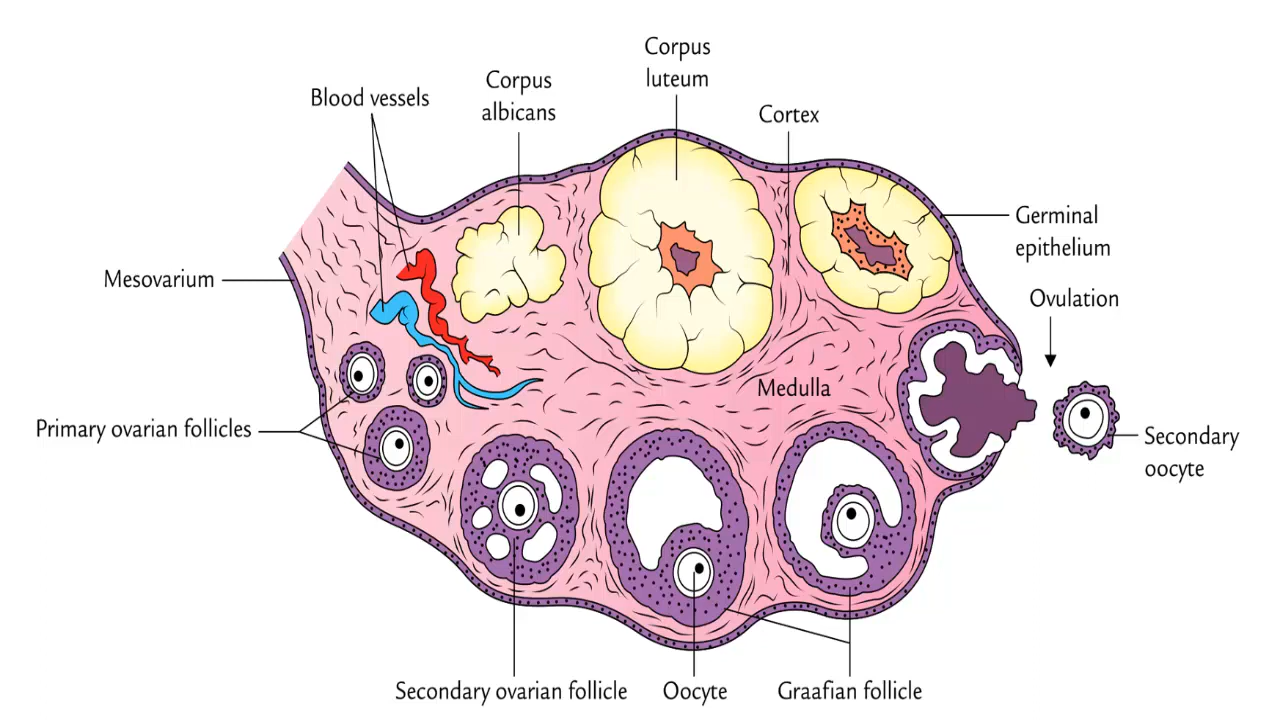 Corpus
luteum
Corpus
albicans
Blood vessels
Cortex
Germinal
epithelium
Mesovarium
Ovulation
Medulla
Primary ovarian follicles
Secondary
oocyte
Secondary ovarian follicle
Oocyte
Graafian follicle